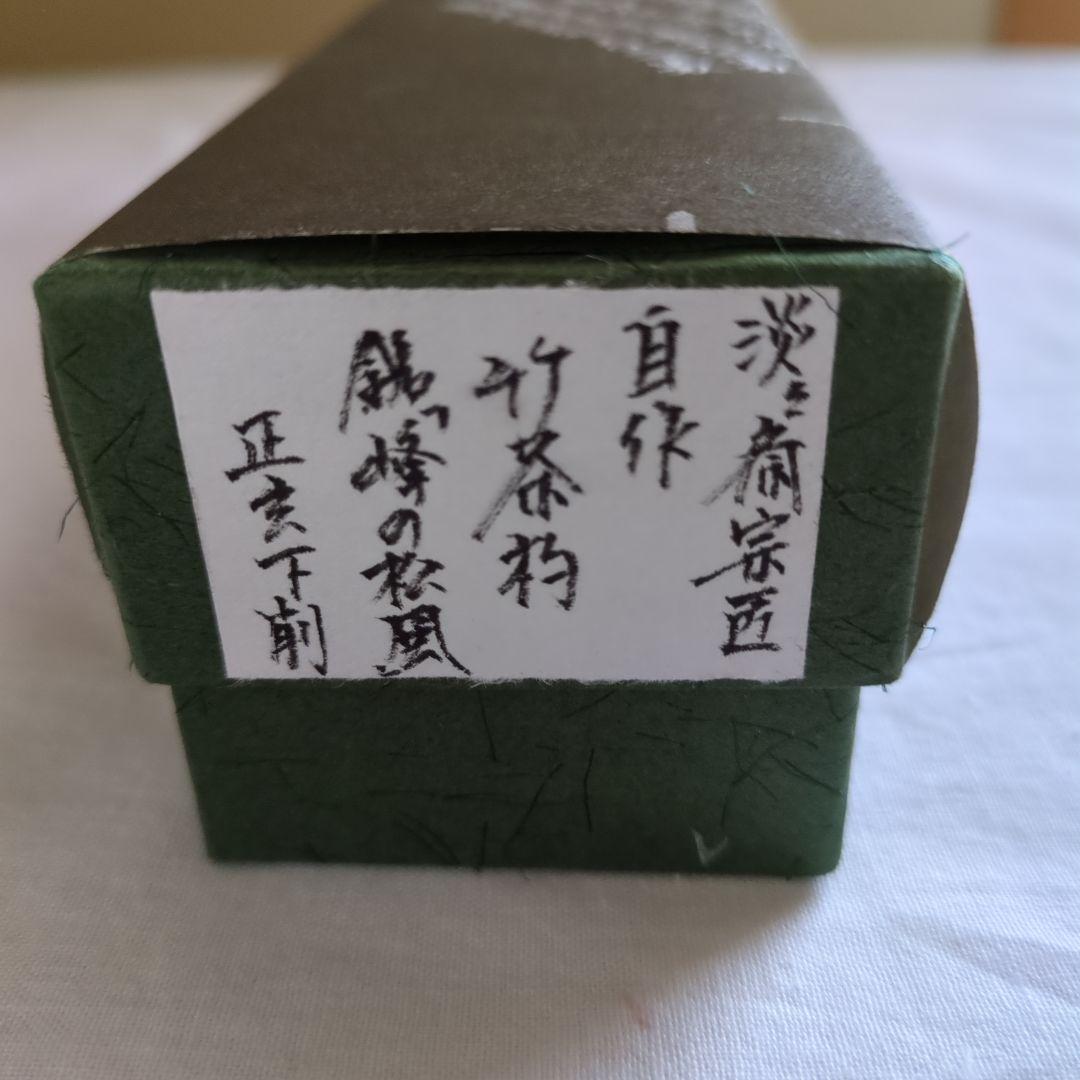 淡々斎宗匠
自作
竹茶杓
銘「峰の松風」
正玄下削